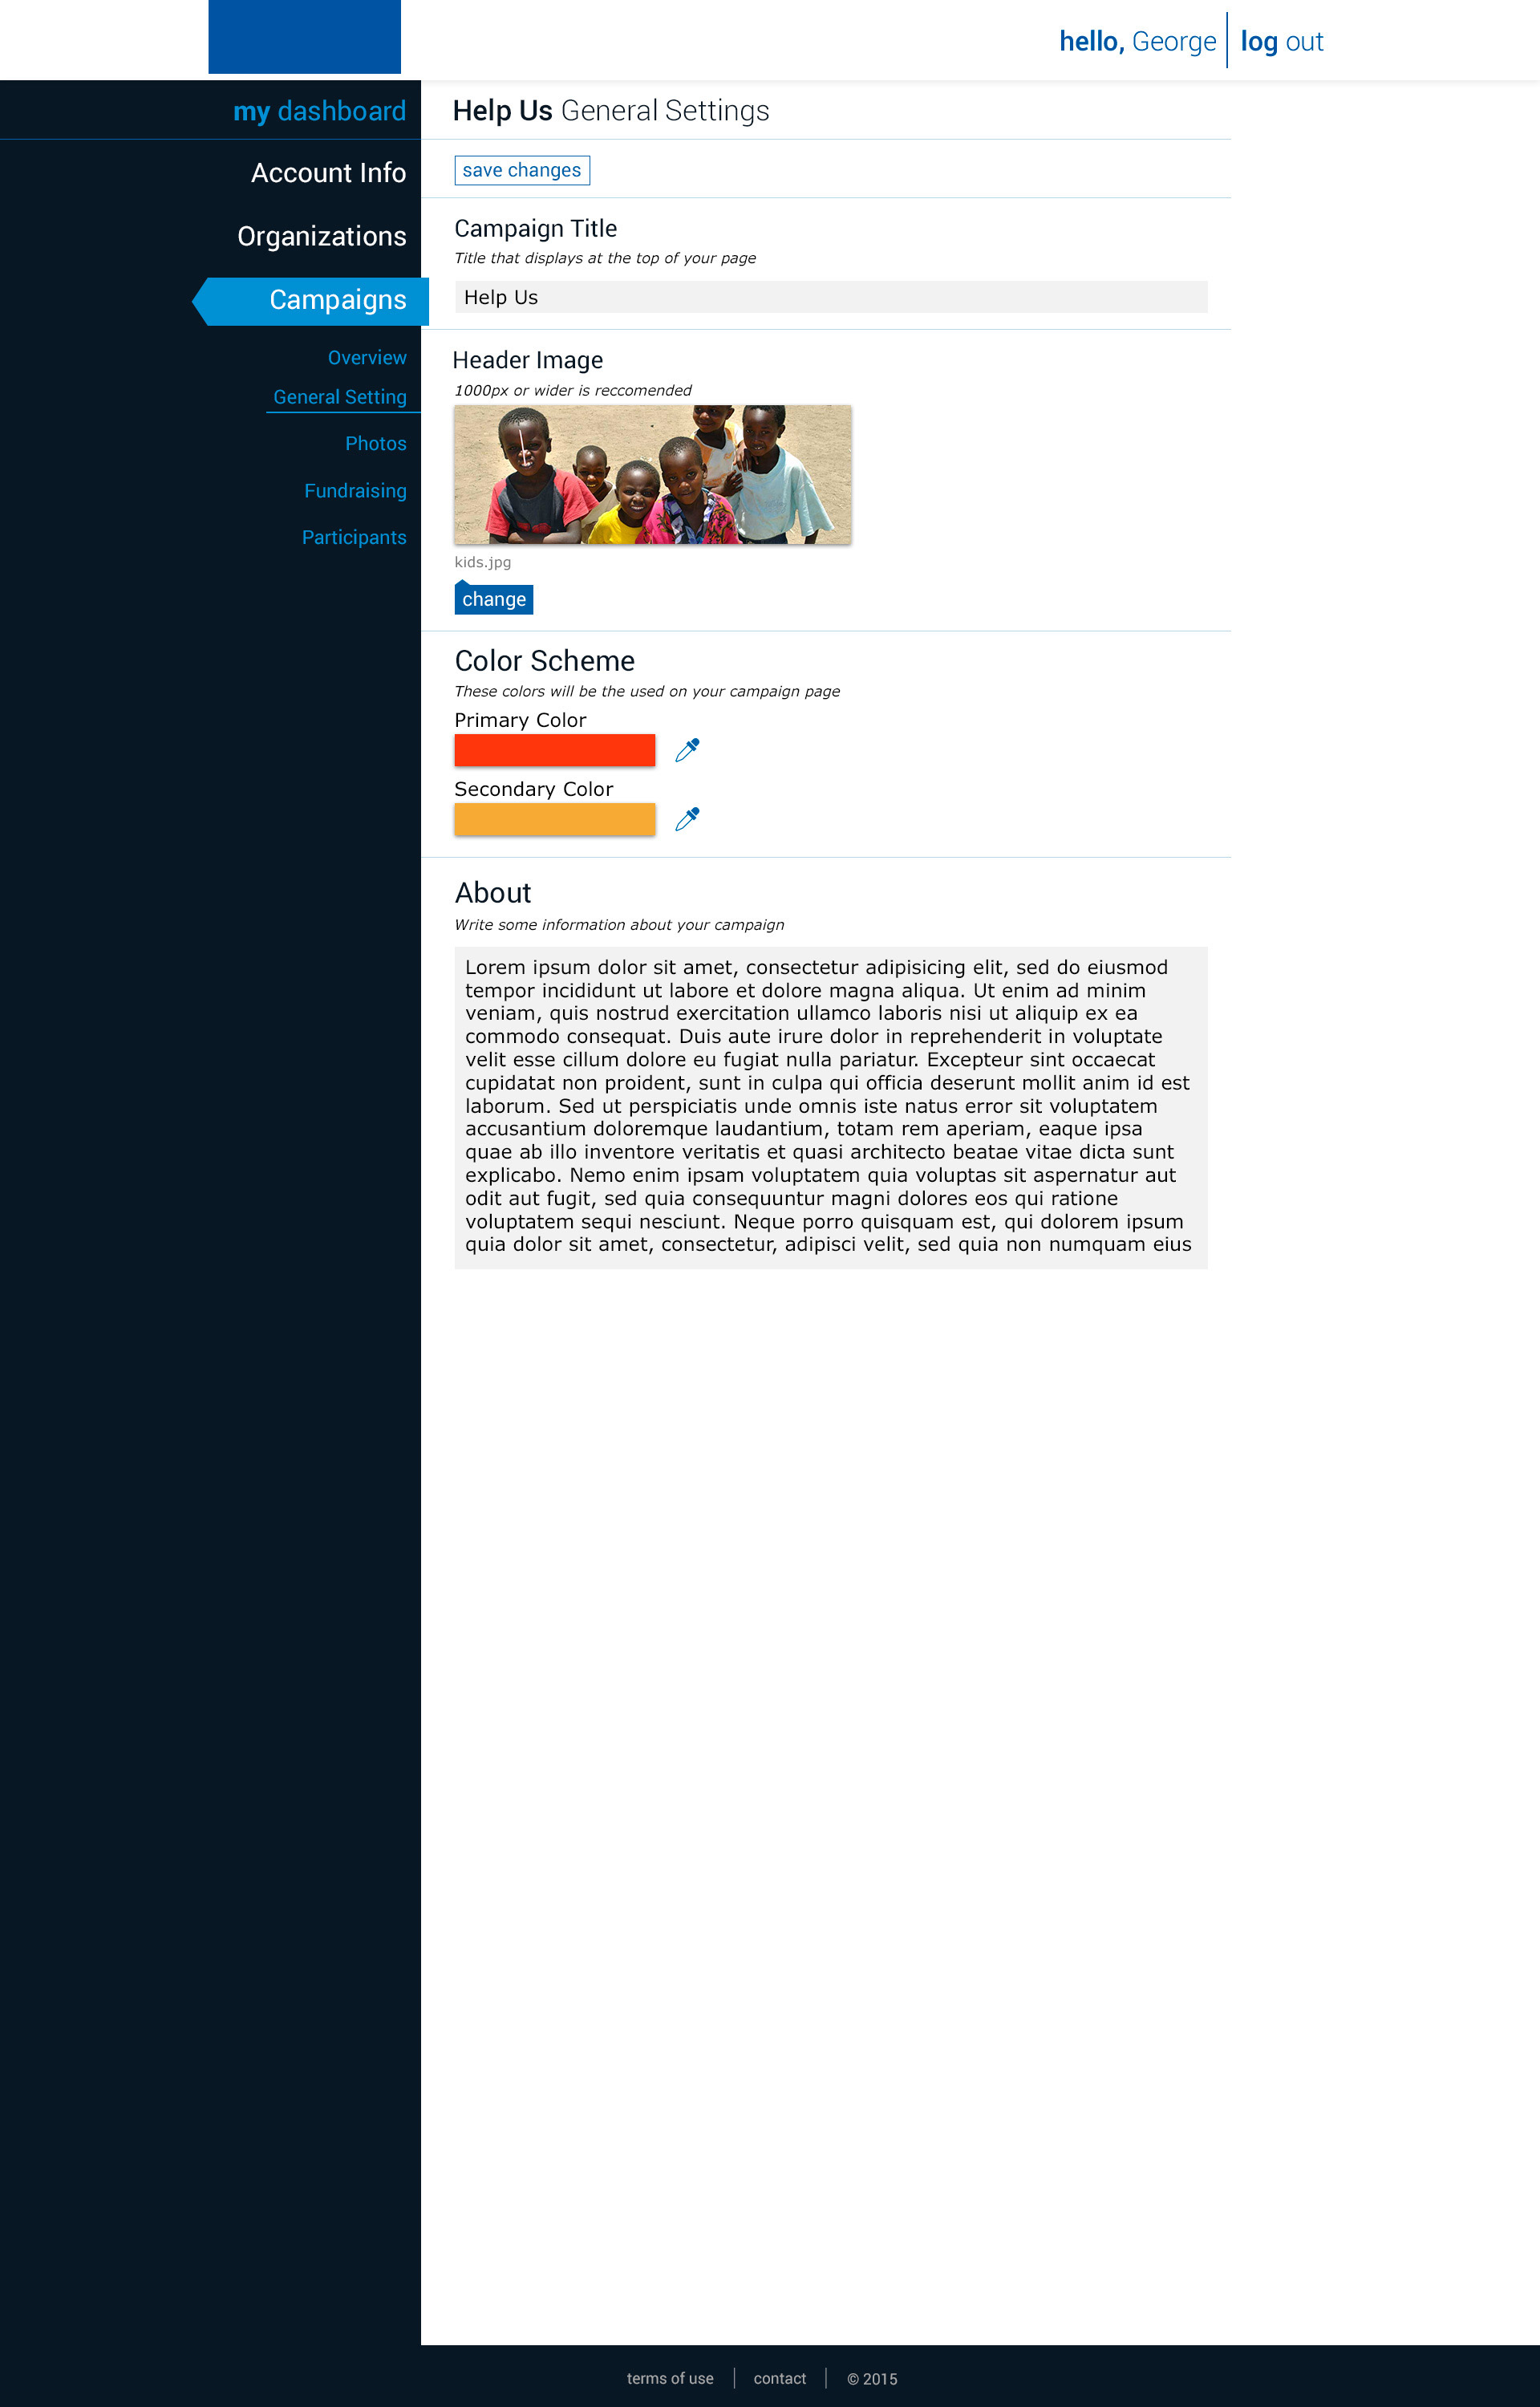 hello, George
log out
my dashboard
Account Info
Organizations
Campaigns
Overview
General Setting
Photos
Fundraising
Participants
Help Us General Settings
save changes
Campaign Title
Title that displays at the top of your page
Help Us
Header Image
1000px or wider is reccomended
kids.jpg
change
Color Scheme
These colors will be the used on your campaign page
Primary Color
Secondary Color
About
Write some information about your campaign
Lorem ipsum dolor sit amet, consectetur adipisicing elit, sed do eiusmod
tempor incididunt ut labore et dolore magna aliqua. Ut enim ad minim
veniam, quis nostrud exercitation ullamco laboris nisi ut aliquip ex ea
commodo consequat. Duis aute irure dolor in reprehenderit in voluptate
velit esse cillum dolore eu fugiat nulla pariatur. Excepteur sint occaecat
cupidatat non proident, sunt in culpa qui officia deserunt mollit anim id est
laborum. Sed ut perspiciatis unde omnis iste natus error sit voluptatem
accusantium doloremque laudantium, totam rem aperiam, eaque ipsa
quae ab illo inventore veritatis et quasi architecto beatae vitae dicta sunt
explicabo. Nemo enim ipsam voluptatem quia voluptas sit aspernatur aut
odit aut fugit, sed quia consequuntur magni dolores eos qui ratione
voluptatem sequi nesciunt. Neque porro quisquam est, qui dolorem ipsum
quia dolor sit amet, consectetur, adipisci velit, sed quia non numquam eius
terms of use
contact
© 2015